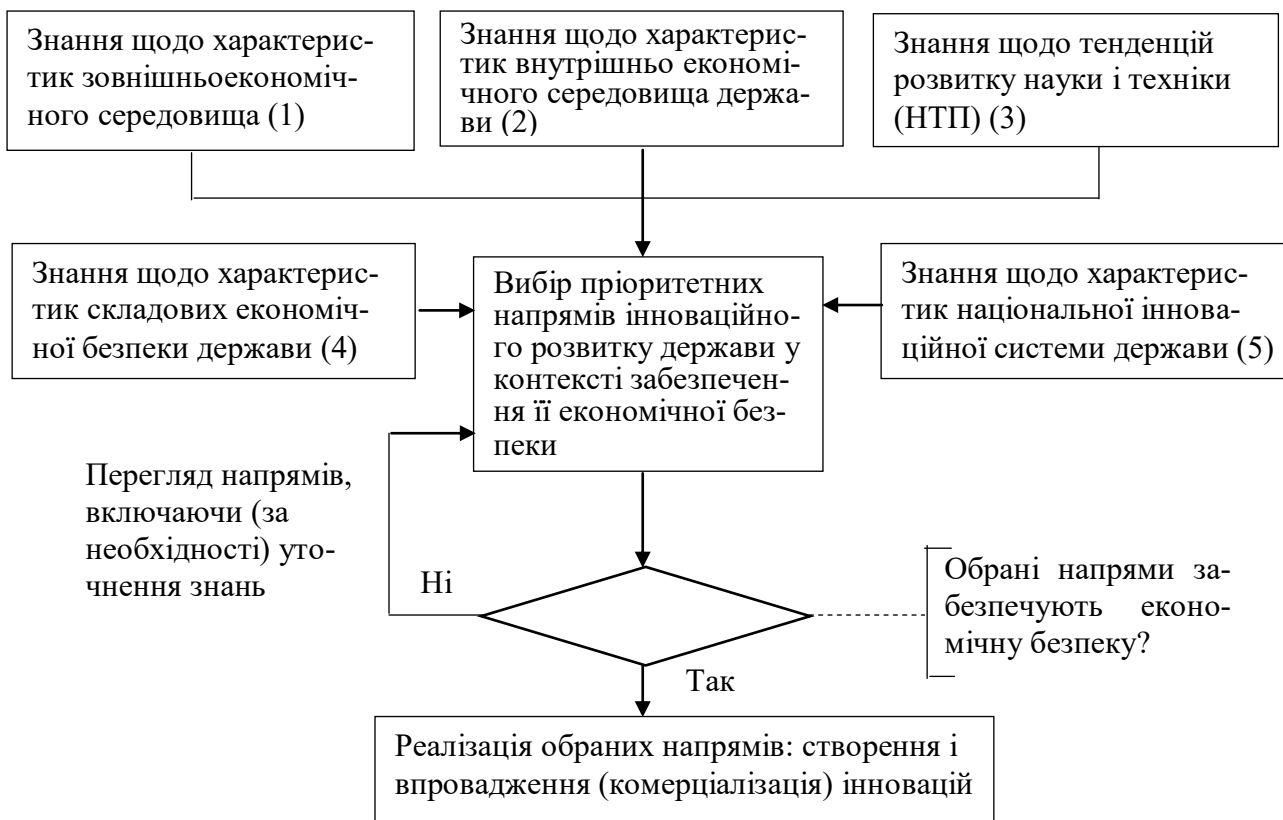 Знання щодо характерис-
тик зовнішньоекономіч-
ного середовища (1)
Знання щодо характерис-
тик внутрішньо економі-
чного середовища держа-
ви (2)
Знання щодо тенденцій
розвитку науки і техніки
(НТП) (3)
Знання щодо характерис-
тик складових економіч-
ної безпеки держави (4)
Вибір пріоритетних
напрямів інноваційно-
го розвитку держави у
контексті забезпечен-
ня її економічної без-
пеки
Знання щодо характерис-
тик національної іннова-
ційної системи держави (5)
Перегляд напрямів,
включаючи (за
необхідності) уто-
чнення знань
Ні
Обрані напрями за-
безпечують еконо-
мічну безпеку?
Так
Реалізація обраних напрямів: створення і
впровадження (комерціалізація) інновацій